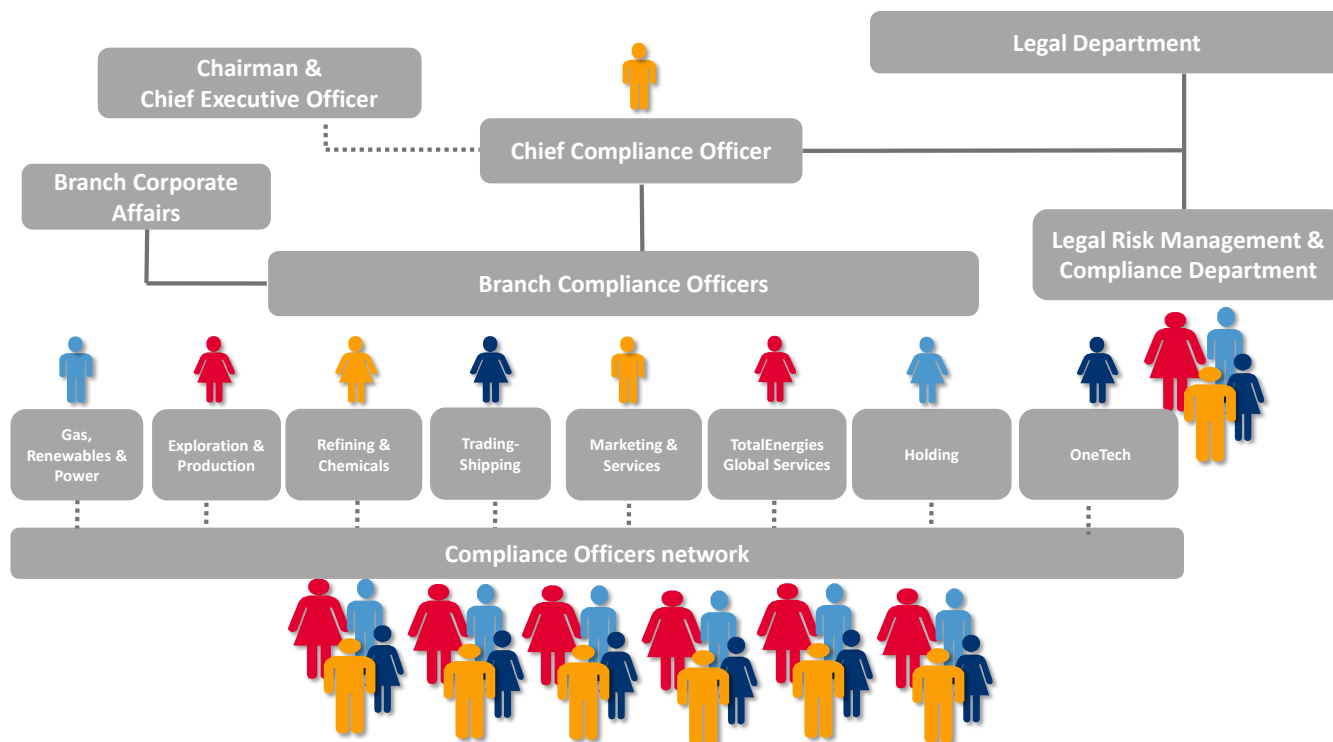 Legal Department
Chairman &
Chief Executive Officer
Chief Compliance Officer
Branch Corporate
Affairs
Legal Risk Management &
Compliance Department
Branch Compliance Officers
Gas,
Renewables &
Power
Exploration &
Production
Refining &
Chemicals
Trading-
Shipping
Marketing &
Services
TotalEnergies
Global Services
Holding
OneTech
Compliance Officers network